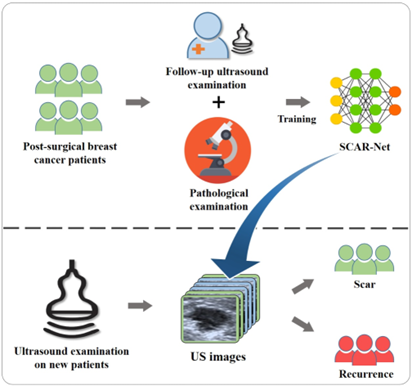 Follow-up ultrasound
examination
+
Training
Post-surgical breast
cancer patients
SCAR-Net
Pathological
examination
Scar
Ultrasound examination
on new patients
US images
Recurrence